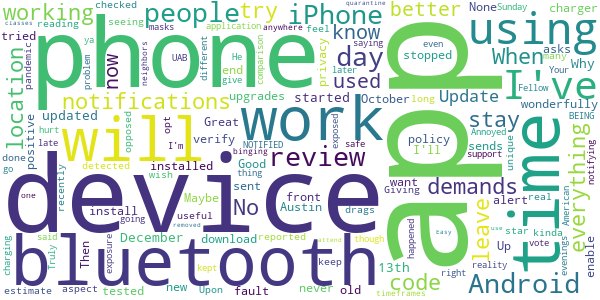 working
people
try
iPhone
better
None
Sunday
charger
phone
app
using
I've
time
device
bluetooth
will
work
notifications
location
review
day
used
know
now
When
asks
Why
Your
many
stay
wonderfully
Fellow
BEING
everything
demands
leave
code
Android
Update
October
started
stopped
even
policy
I'll
long
Annoyed
sends
support
unique
notifying
Giving
want
alert
real
star
kinda
Up
reality
vote
evenings
American
enable
right
happened
Easy
use
attend
timeframes
13th
never
old
keep
fault
download
reported
though
drags
Austin
front
useful
No
sent
thing
Good
wish
Maybe
detected
Great
verify
I'm
opt
installed
upgrades
NOTIFIED
binging
safe
exposed
privacy
comparison
different
later
saying
He
feel
anywhere
masks
application
quarantine
classes
checked
seeing
reading
tried
pandemic
ya
problem
neighbors
UAB
end
give
opposed
updated
positive
hurt
late
done
go
recently
install
going
exposure
one
December
Then
charging
said
Truly
kept
removed
estimate
aspect
tested
new
Upon